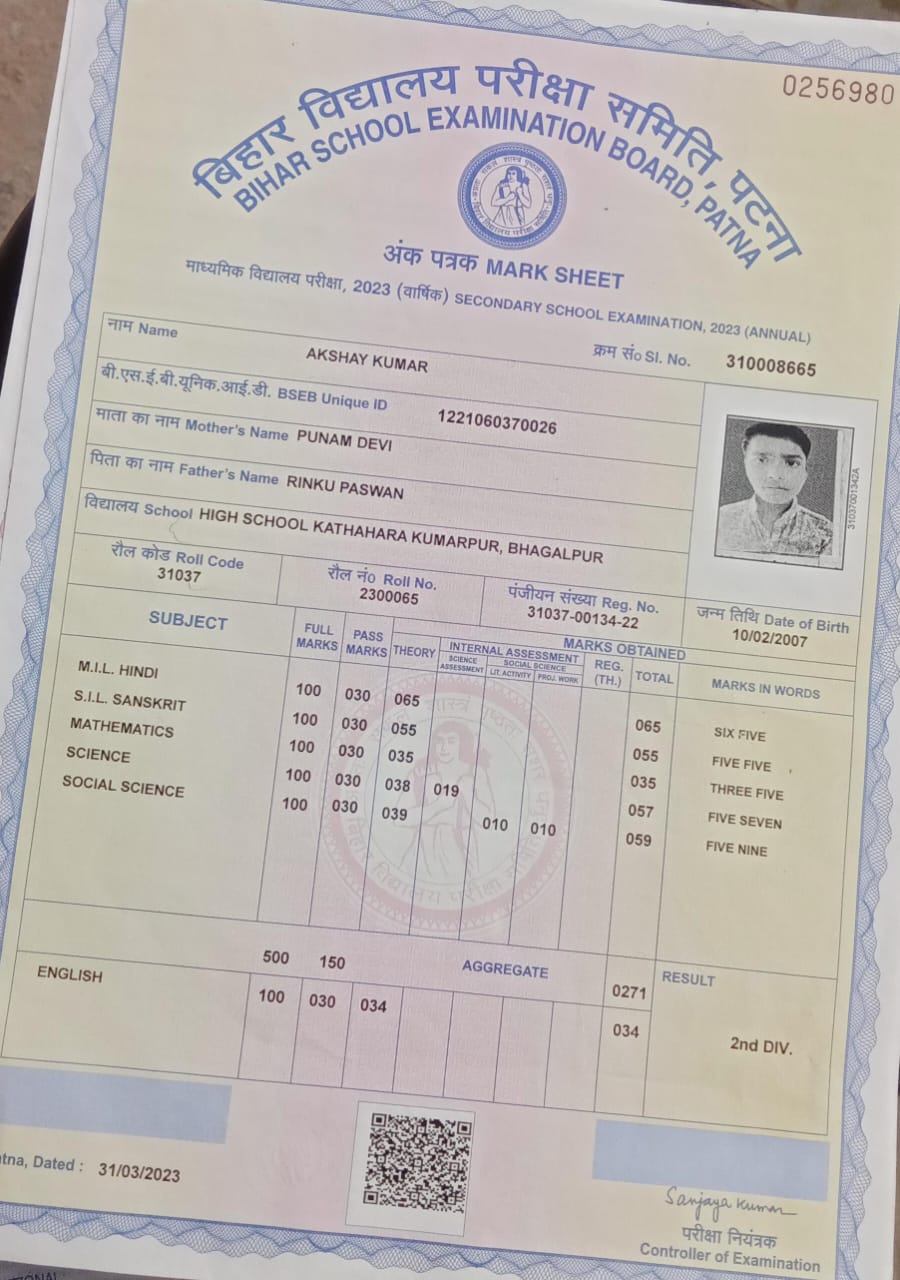 0256980
बिहार विद्यालय परीक्षा समिति, पटना
BIHAR SCHOOL EXAMINATION BOARD, PATNA
अंक पत्रक MARK SHEET
माध्यमिक विद्यालय परीक्षा, 2023 (वार्षिक) SECONDARY SCHOOL EXAMINATION, 2023 (ANNUAL)
नाम Name AKSHAY KUMAR क्रम सं० Sl. No. 310008665
बी.एस.ई.बी.यूनिक.आई.डी. BSEB Unique ID 1221060370026
माता का नाम Mother's Name PUNAM DEVI
पिता का नाम Father's Name RINKU PASWAN
31037001342A
विद्यालय School HIGH SCHOOL KATHAHARA KUMARPUR, BHAGALPUR
रौल कोड Roll Code रौल नं० Roll No. पंजीयन संख्या Reg. No. जन्म तिथि Date of Birth
31037 2300065 31037-00134-22 10/02/2007
SUBJECT FULL MARKS PASS MARKS MARKS OBTAINED
THEORY INTERNAL ASSESSMENT REG. (TH.) TOTAL MARKS IN WORDS
SCIENCE ASSESSMENT SOCIAL SCIENCE
LIT. ACTIVITY PROJ. WORK
M.I.L. HINDI 100 030 065 065 SIX FIVE
S.I.L. SANSKRIT 100 030 055 055 FIVE FIVE
MATHEMATICS 100 030 035 035 THREE FIVE
SCIENCE 100 030 038 019 057 FIVE SEVEN
SOCIAL SCIENCE 100 030 039 010 010 059 FIVE NINE
500 150 AGGREGATE 0271 RESULT
ENGLISH 100 030 034 034 2nd DIV.
Dated : 31/03/2023
Sanjaya Kumar
परीक्षा नियंत्रक
Controller of Examination